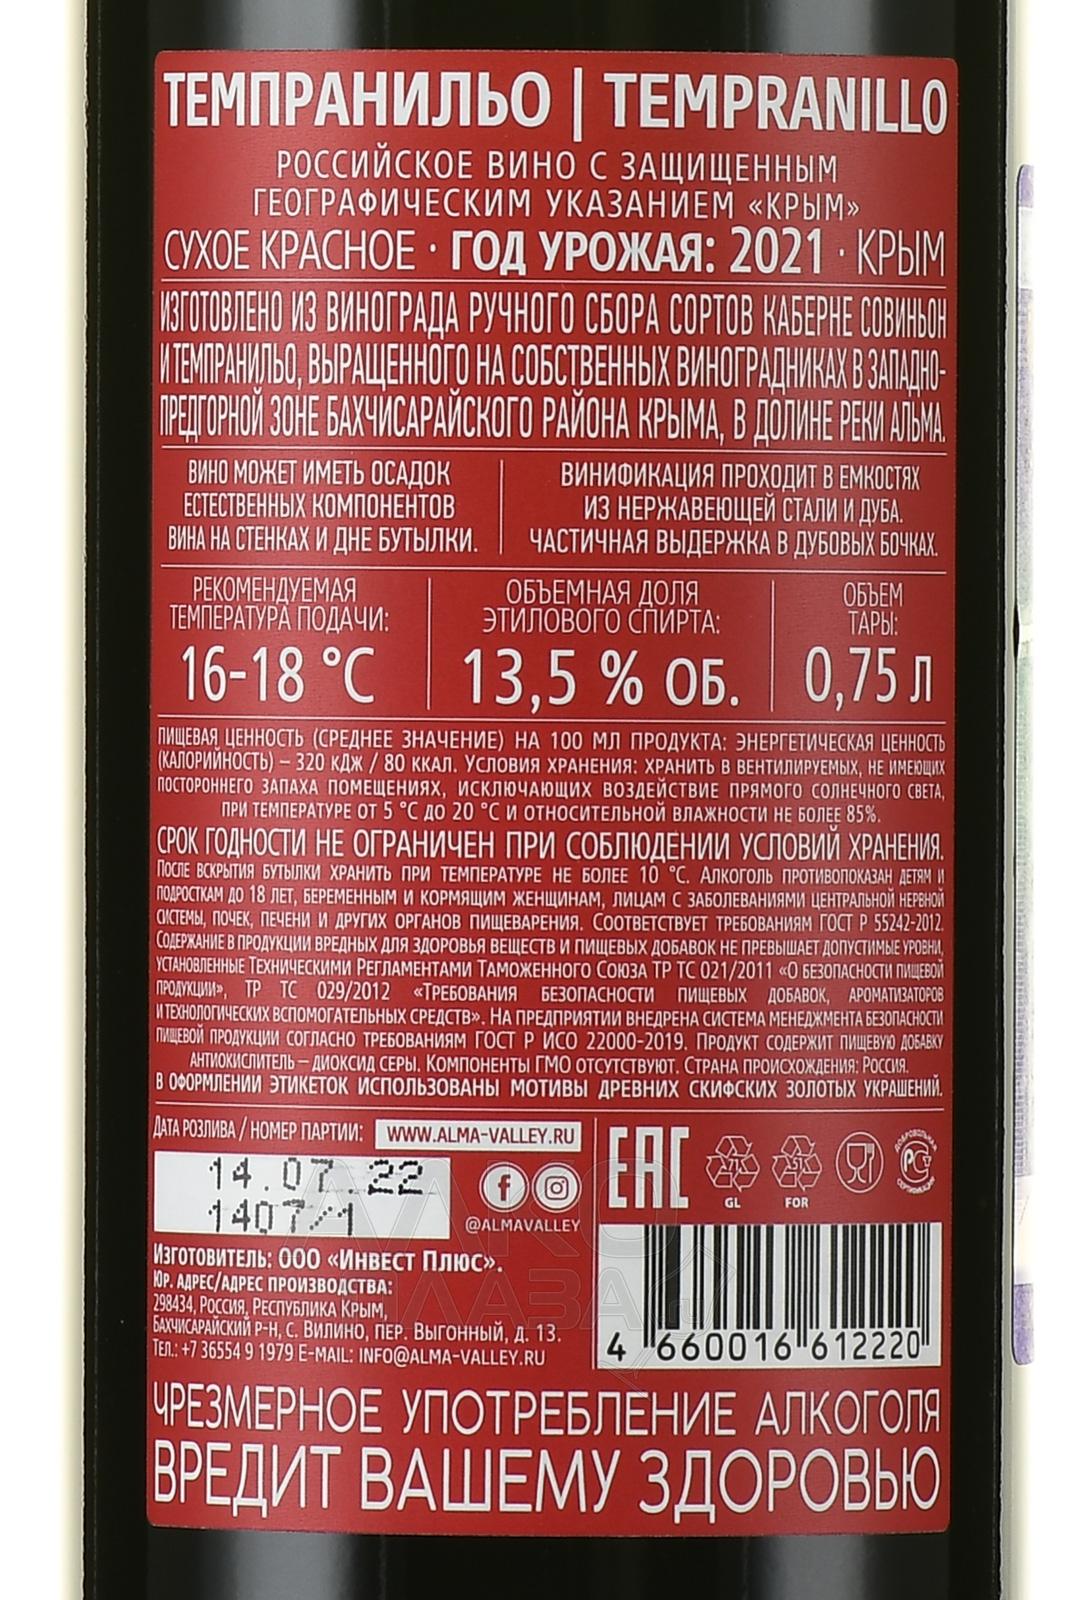 ТЕМПРАНИЛЬО | TEMPRANILLO
РОССИЙСКОЕ ВИНО С ЗАЩИЩЕННЫМ
ГЕОГРАФИЧЕСКИМ УКАЗАНИЕМ «КРЫМ»
СУХОЕ КРАСНОЕ · ГОД УРОЖАЯ: 2021 · КРЫМ
ИЗГОТОВЛЕНО ИЗ ВИНОГРАДА РУЧНОГО СБОРА СОРТОВ КАБЕРНЕ СОВИНЬОН
И ТЕМПРАНИЛЬО, ВЫРАЩЕННОГО НА СОБСТВЕННЫХ ВИНОГРАДНИКАХ В ЗАПАДНО-
ПРЕДГОРНОЙ ЗОНЕ БАХЧИСАРАЙСКОГО РАЙОНА КРЫМА, В ДОЛИНЕ РЕКИ АЛЬМА.
ВИНО МОЖЕТ ИМЕТЬ ОСАДОК
ЕСТЕСТВЕННЫХ КОМПОНЕНТОВ
ВИНА НА СТЕНКАХ И ДНЕ БУТЫЛКИ.
ВИНИФИКАЦИЯ ПРОХОДИТ В ЕМКОСТЯХ
ИЗ НЕРЖАВЕЮЩЕЙ СТАЛИ И ДУБА.
ЧАСТИЧНАЯ ВЫДЕРЖКА В ДУБОВЫХ БОЧКАХ.
РЕКОМЕНДУЕМАЯ
ТЕМПЕРАТУРА ПОДАЧИ:
16-18 °C
ОБЪЕМНАЯ ДОЛЯ
ЭТИЛОВОГО СПИРТА:
13,5 % ОБ.
ОБЪЕМ
ТАРЫ:
0,75 Л
ПИЩЕВАЯ ЦЕННОСТЬ (СРЕДНЕЕ ЗНАЧЕНИЕ) НА 100 МЛ ПРОДУКТА: ЭНЕРГЕТИЧЕСКАЯ ЦЕННОСТЬ
(КАЛОРИЙНОСТЬ) – 320 КДЖ / 80 ККАЛ. УСЛОВИЯ ХРАНЕНИЯ: ХРАНИТЬ В ВЕНТИЛИРУЕМЫХ, НЕ ИМЕЮЩИХ
ПОСТОРОННЕГО ЗАПАХА ПОМЕЩЕНИЯХ, ИСКЛЮЧАЮЩИХ ВОЗДЕЙСТВИЕ ПРЯМОГО СОЛНЕЧНОГО СВЕТА,
ПРИ ТЕМПЕРАТУРЕ ОТ 5 °C ДО 20 °C И ОТНОСИТЕЛЬНОЙ ВЛАЖНОСТИ НЕ БОЛЕЕ 85%.
СРОК ГОДНОСТИ НЕ ОГРАНИЧЕН ПРИ СОБЛЮДЕНИИ УСЛОВИЙ ХРАНЕНИЯ.
ПОСЛЕ ВСКРЫТИЯ БУТЫЛКИ ХРАНИТЬ ПРИ ТЕМПЕРАТУРЕ НЕ БОЛЕЕ 10 °C. АЛКОГОЛЬ ПРОТИВОПОКАЗАН ДЕТЯМ И
ПОДРОСТКАМ ДО 18 ЛЕТ, БЕРЕМЕННЫМ И КОРМЯЩИМ ЖЕНЩИНАМ, ЛИЦАМ С ЗАБОЛЕВАНИЯМИ ЦЕНТРАЛЬНОЙ НЕРВНОЙ
СИСТЕМЫ, ПОЧЕК, ПЕЧЕНИ И ДРУГИХ ОРГАНОВ ПИЩЕВАРЕНИЯ. СООТВЕТСТВУЕТ ТРЕБОВАНИЯМ ГОСТ Р 55242-2012.
СОДЕРЖАНИЕ В ПРОДУКЦИИ ВРЕДНЫХ ДЛЯ ЗДОРОВЬЯ ВЕЩЕСТВ И ПИЩЕВЫХ ДОБАВОК НЕ ПРЕВЫШАЕТ ДОПУСТИМЫЕ УРОВНИ,
УСТАНОВЛЕННЫЕ ТЕХНИЧЕСКИМИ РЕГЛАМЕНТАМИ ТАМОЖЕННОГО СОЮЗА ТР ТС 021/2011 «О БЕЗОПАСНОСТИ ПИЩЕВОЙ
ПРОДУКЦИИ», ТР ТС 029/2012 «ТРЕБОВАНИЯ БЕЗОПАСНОСТИ ПИЩЕВЫХ ДОБАВОК, АРОМАТИЗАТОРОВ
И ТЕХНОЛОГИЧЕСКИХ ВСПОМОГАТЕЛЬНЫХ СРЕДСТВ». НА ПРЕДПРИЯТИИ ВНЕДРЕНА СИСТЕМА МЕНЕДЖМЕНТА БЕЗОПАСНОСТИ
ПИЩЕВОЙ ПРОДУКЦИИ СОГЛАСНО ТРЕБОВАНИЯМ ГОСТ Р ИСО 22000-2019. ПРОДУКТ СОДЕРЖИТ ПИЩЕВУЮ ДОБАВКУ
АНТИОКИСЛИТЕЛЬ – ДИОКСИД СЕРЫ. КОМПОНЕНТЫ ГМО ОТСУТСТВУЮТ. СТРАНА ПРОИСХОЖДЕНИЯ: РОССИЯ.
В ОФОРМЛЕНИИ ЭТИКЕТОК ИСПОЛЬЗОВАНЫ МОТИВЫ ДРЕВНИХ СКИФСКИХ ЗОЛОТЫХ УКРАШЕНИЙ.
ДАТА РОЗЛИВА / НОМЕР ПАРТИИ:
WWW.ALMA-VALLEY.RU
14.07.22
1407/1
@ALMAVALLEY
EAC
71
GL
51
FOR
ДОБРОВОЛЬНАЯ
РСТ
СЕРТИФИКАЦИЯ
ИЗГОТОВИТЕЛЬ: ООО «ИНВЕСТ ПЛЮС».
ЮР. АДРЕС/АДРЕС ПРОИЗВОДСТВА:
298434, РОССИЯ, РЕСПУБЛИКА КРЫМ,
БАХЧИСАРАЙСКИЙ Р-Н, С. ВИЛИНО, ПЕР. ВЫГОННЫЙ, Д. 13.
ТЕЛ.: +7 36554 9 1979 E-MAIL: INFO@ALMA-VALLEY.RU
4 660016 612220
ЧРЕЗМЕРНОЕ УПОТРЕБЛЕНИЕ АЛКОГОЛЯ
ВРЕДИТ ВАШЕМУ ЗДОРОВЬЮ
АЛКО
ПЛАЗА